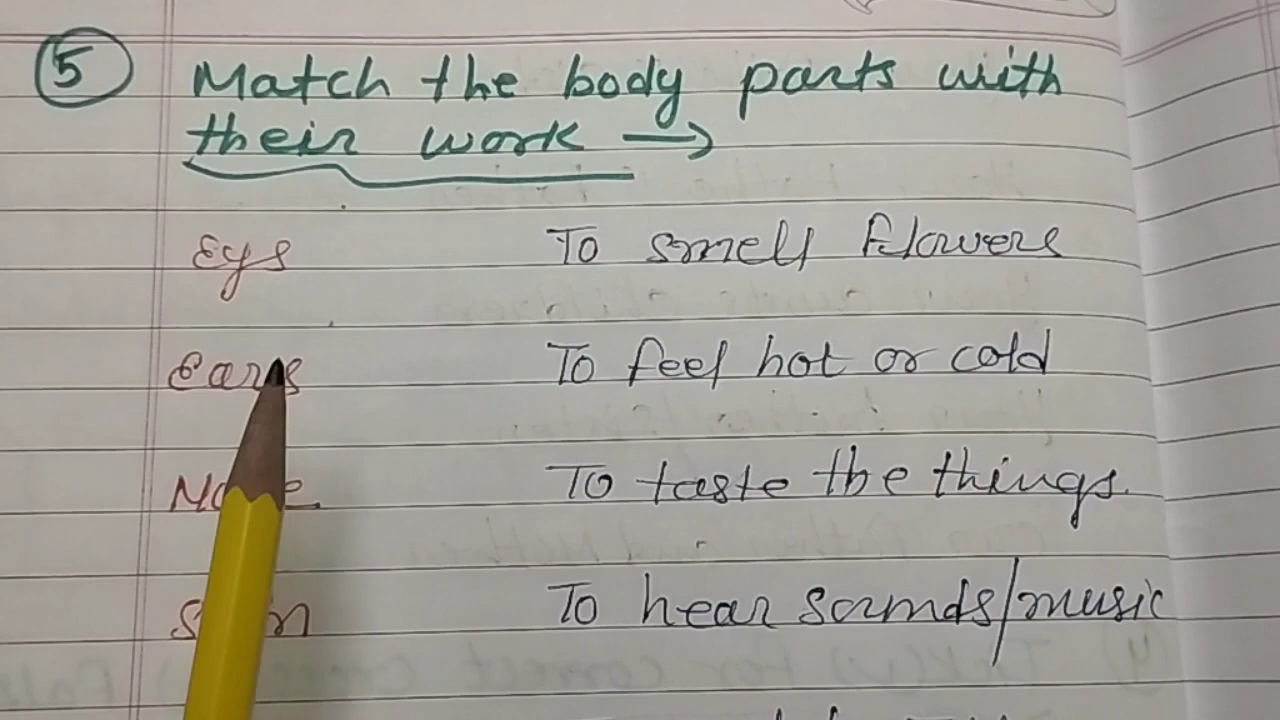 5 Match the body parts with
their work →
Eys To smell flowers
Ears To feel hot or cold
To taste the things.
To hear sounds/music